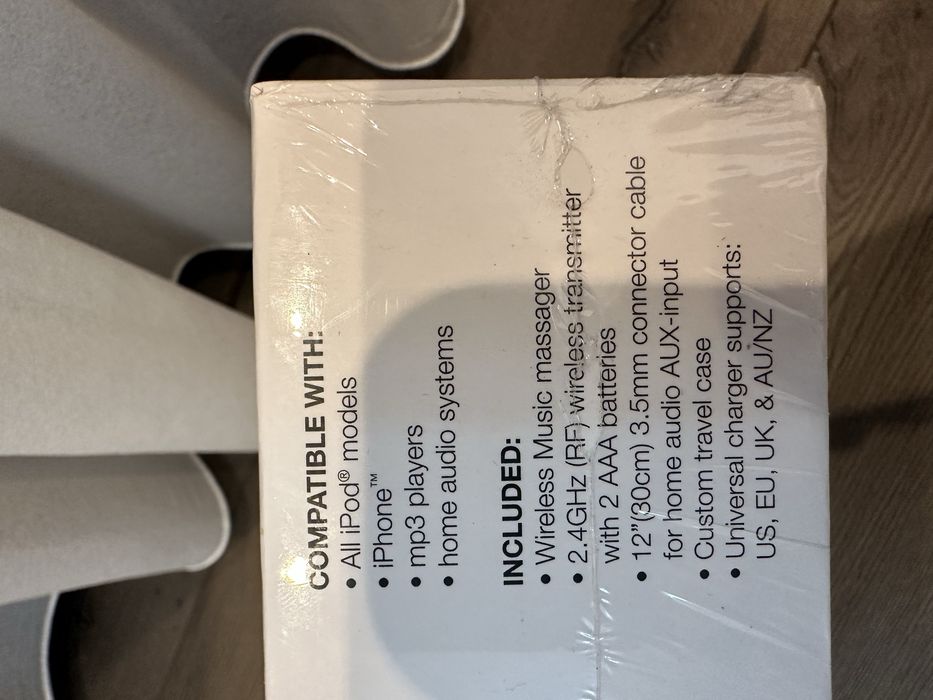 COMPATIBLE WITH:
• All iPod® models
• iPhone™
• mp3 players
• home audio systems
INCLUDED:
• Wireless Music massager
• 2.4GHz (RF) wireless transmitter
with 2 AAA batteries
• 12”(30cm) 3.5mm connector cable
for home audio AUX-input
• Custom travel case
• Universal charger supports:
US, EU, UK, & AU/NZ